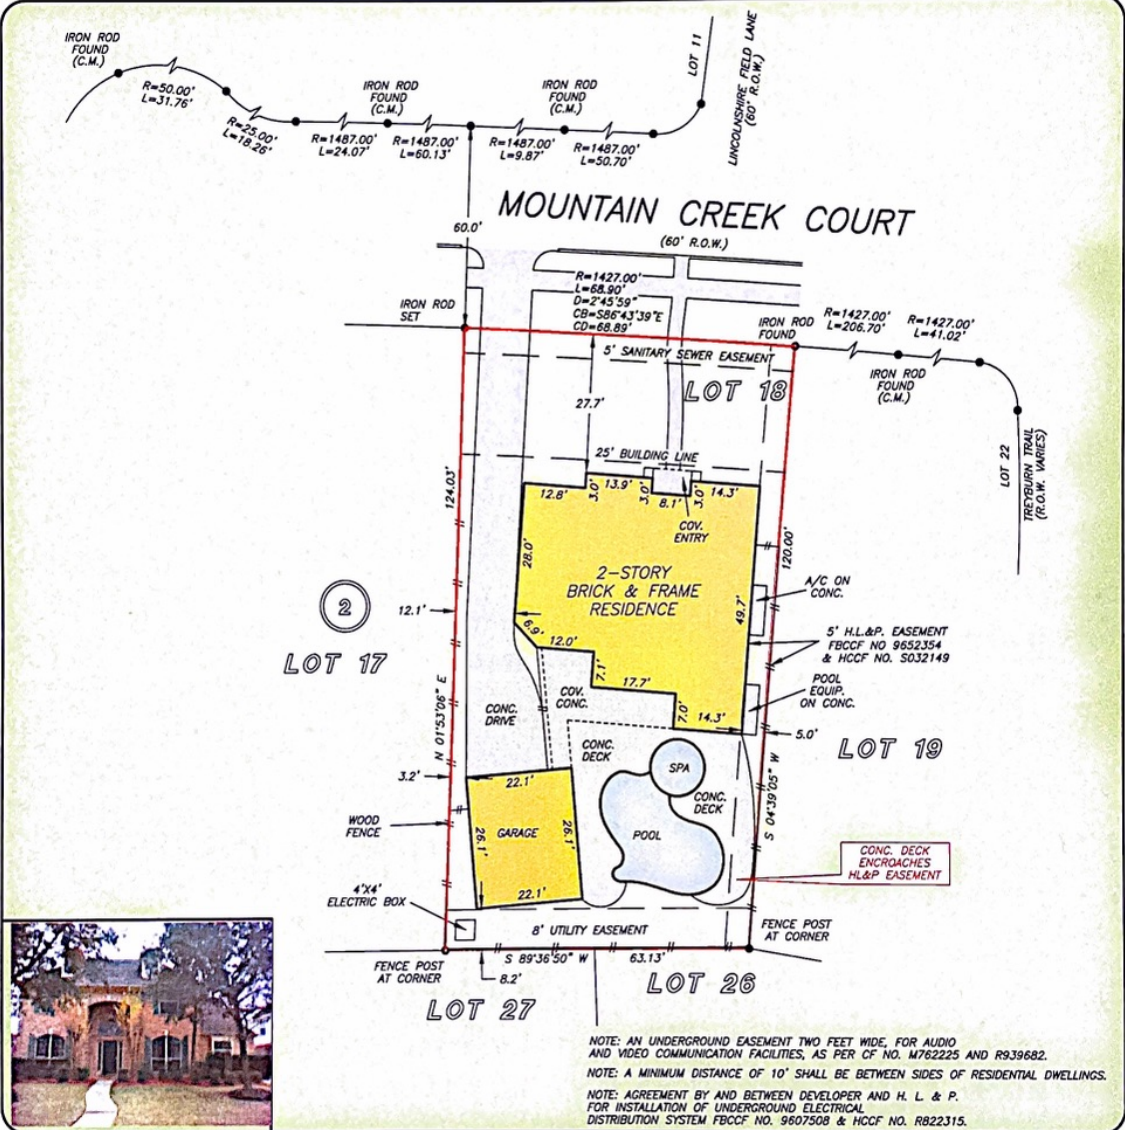 IRON ROD
FOUND
(C.M.)
R=50.00'
L=31.76'
R=25.00'
L=18.26'
IRON ROD
FOUND
(C.M.)
R=1487.00'
L=24.07'
R=1487.00'
L=60.13'
IRON ROD
FOUND
(C.M.)
R=1487.00'
L=9.87'
R=1487.00'
L=50.70'
LOT 11
LINCOLNSHIRE FIELD LANE
(60' R.O.W.)
MOUNTAIN CREEK COURT
(60' R.O.W.)
60.0'
R=1427.00'
L=68.90'
D=2°45'59"
CB=S86°43'39"E
CD=68.89'
IRON ROD
SET
IRON ROD
FOUND
R=1427.00'
L=206.70'
R=1427.00'
L=41.02'
IRON ROD
FOUND
(C.M.)
LOT 22
TREYBURN TRAIL
(R.O.W. VARIES)
5' SANITARY SEWER EASEMENT
LOT 18
27.7'
25' BUILDING LINE
12.8'
3.0'
13.9'
3.0'
8.1'
3.0'
14.3'
COV.
ENTRY
124.03'
28.0'
2-STORY
BRICK & FRAME
RESIDENCE
49.7'
120.00'
A/C ON
CONC.
2
12.1'
LOT 17
6.9'
12.0'
7.1'
17.7'
7.0'
14.3'
5' H.L.&P. EASEMENT
FBCCF NO 9652354
& HCCF NO. S032149
POOL
EQUIP.
ON CONC.
5.0'
LOT 19
N 01°53'06" E
CONC.
DRIVE
COV.
CONC.
CONC.
DECK
SPA
CONC.
DECK
POOL
S 04°39'05" W
3.2'
22.1'
WOOD
FENCE
26.1'
GARAGE
26.1'
22.1'
CONC. DECK
ENCROACHES
HL&P EASEMENT
4'X4'
ELECTRIC BOX
8' UTILITY EASEMENT
FENCE POST
AT CORNER
FENCE POST
AT CORNER
S 89°36'50" W
63.13'
8.2'
LOT 27
LOT 26
NOTE: AN UNDERGROUND EASEMENT TWO FEET WIDE, FOR AUDIO
AND VIDEO COMMUNICATION FACILITIES, AS PER CF NO. M762225 AND R939682.
NOTE: A MINIMUM DISTANCE OF 10' SHALL BE BETWEEN SIDES OF RESIDENTIAL DWELLINGS.
NOTE: AGREEMENT BY AND BETWEEN DEVELOPER AND H. L. & P.
FOR INSTALLATION OF UNDERGROUND ELECTRICAL
DISTRIBUTION SYSTEM FBCCF NO. 9607508 & HCCF NO. R822315.